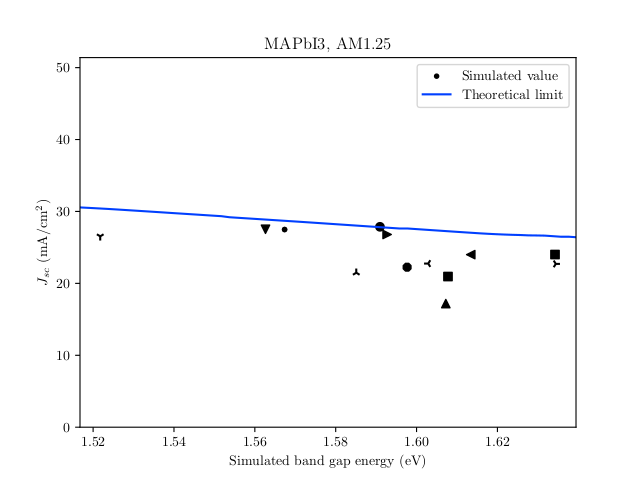 MAPbI3, AM1.25
Simulated value
Theoretical limit
50
40
30
20
10
0
J_sc (mA/cm²)
1.52 1.54 1.56 1.58 1.60 1.62
Simulated band gap energy (eV)